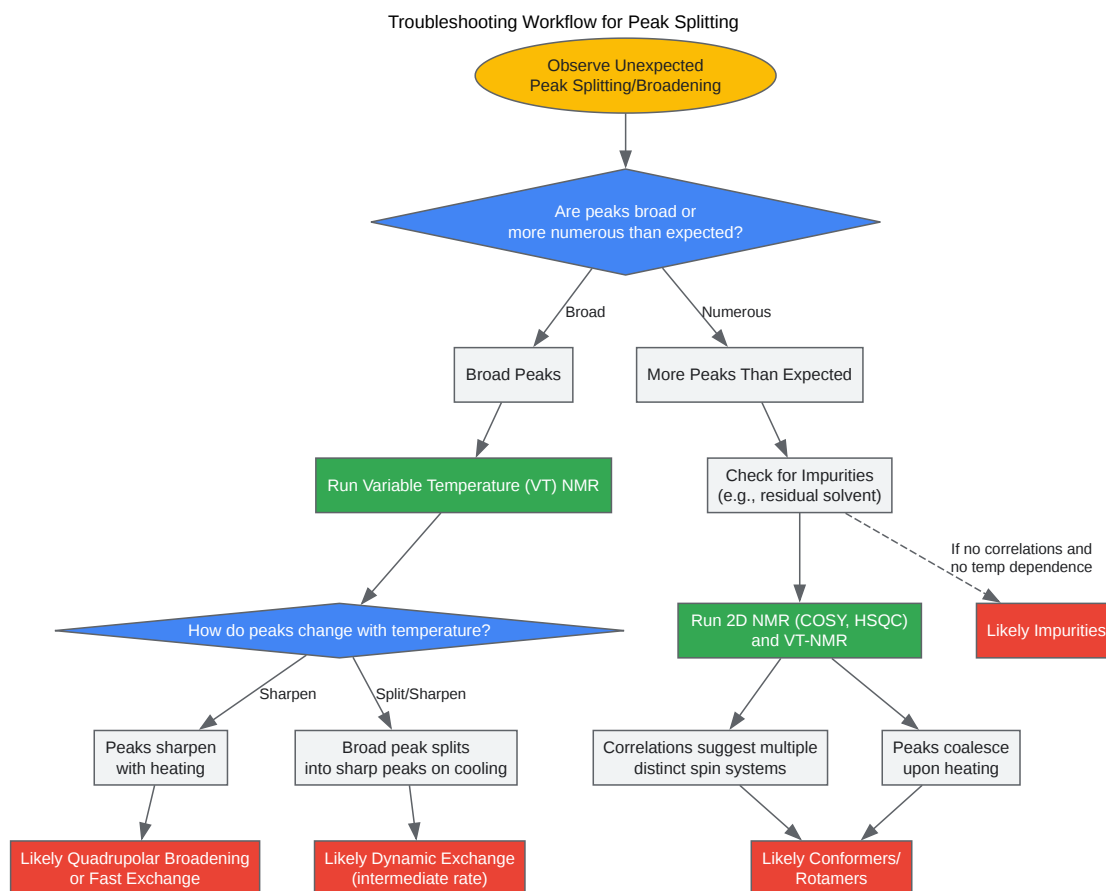 Troubleshooting Workflow for Peak Splitting
Observe Unexpected
Peak Splitting/Broadening
Are peaks broad or
more numerous than expected?
Broad
Numerous
Broad Peaks
More Peaks Than Expected
Run Variable Temperature (VT) NMR
Check for Impurities
(e.g., residual solvent)
If no correlations and
no temp dependence
How do peaks change with temperature?
Run 2D NMR (COSY, HSQC)
and VT-NMR
Likely Impurities
Sharpen
Split/Sharpen
Peaks sharpen
with heating
Broad peak splits
into sharp peaks on cooling
Correlations suggest multiple
distinct spin systems
Peaks coalesce
upon heating
Likely Quadrupolar Broadening
or Fast Exchange
Likely Dynamic Exchange
(intermediate rate)
Likely Conformers/
Rotamers